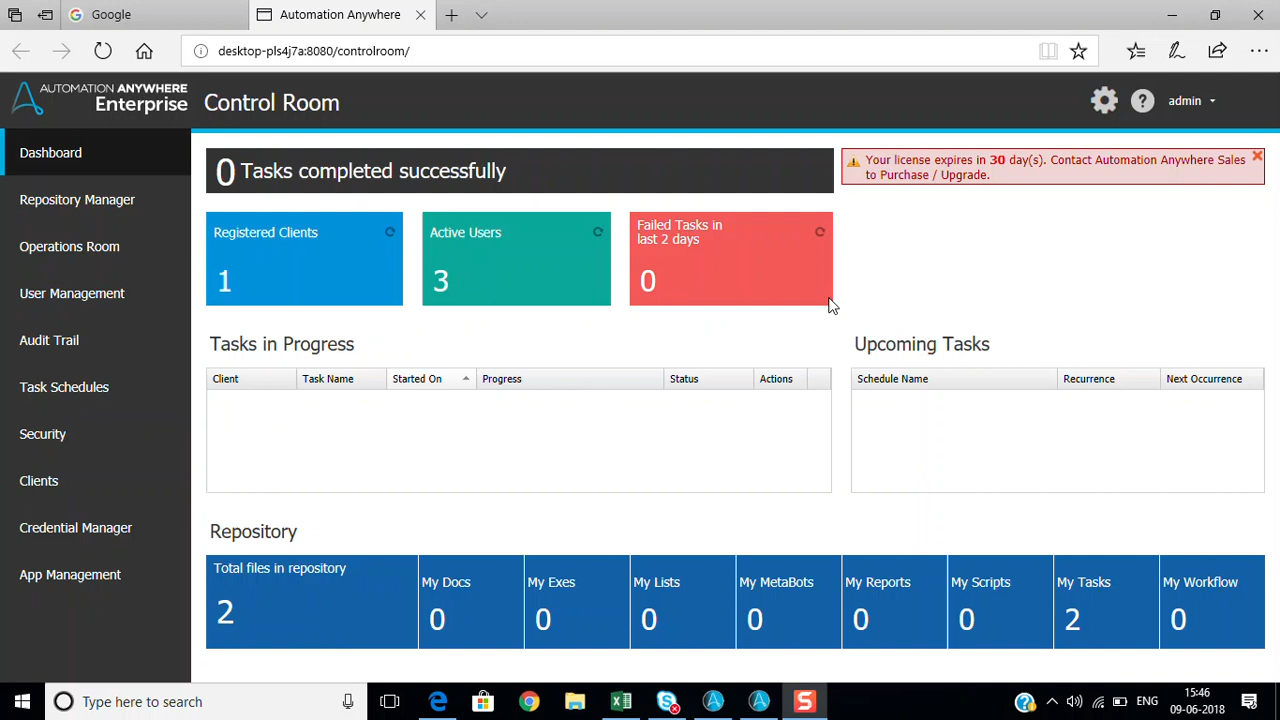 Google
Automation Anywhere
desktop-pls4j7a:8080/controlroom/
AUTOMATION ANYWHERE
Enterprise
Control Room
admin
Dashboard
Repository Manager
Operations Room
User Management
Audit Trail
Task Schedules
Security
Clients
Credential Manager
App Management
0 Tasks completed successfully
Your license expires in 30 day(s). Contact Automation Anywhere Sales
to Purchase / Upgrade.
Registered Clients
1
Active Users
3
Failed Tasks in
last 2 days
0
Tasks in Progress
Client Task Name Started On Progress Status Actions
Upcoming Tasks
Schedule Name Recurrence Next Occurrence
Repository
Total files in repository
2
My Docs
0
My Exes
0
My Lists
0
My MetaBots
0
My Reports
0
My Scripts
0
My Tasks
2
My Workflow
0
Type here to search
ENG
15:46
09-06-2018